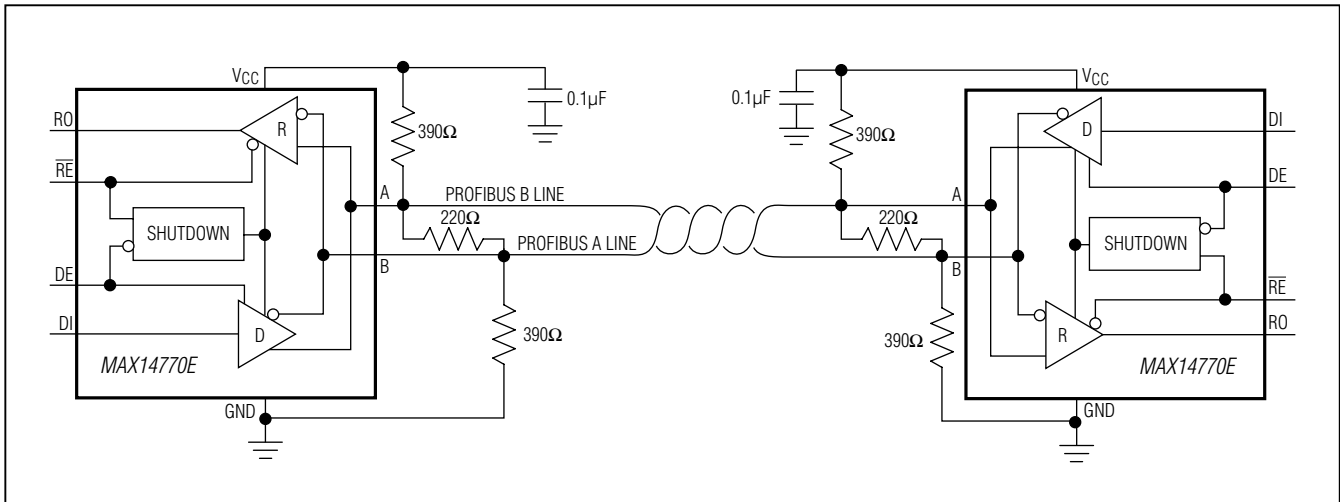 VCC
0.1µF
0.1µF
VCC
RO
R
390Ω
390Ω
D
DI
RE
DE
A
PROFIBUS B LINE
A
SHUTDOWN
220Ω
220Ω
SHUTDOWN
PROFIBUS A LINE
B
B
DE
RE
DI
D
390Ω
390Ω
R
RO
MAX14770E
MAX14770E
GND
GND